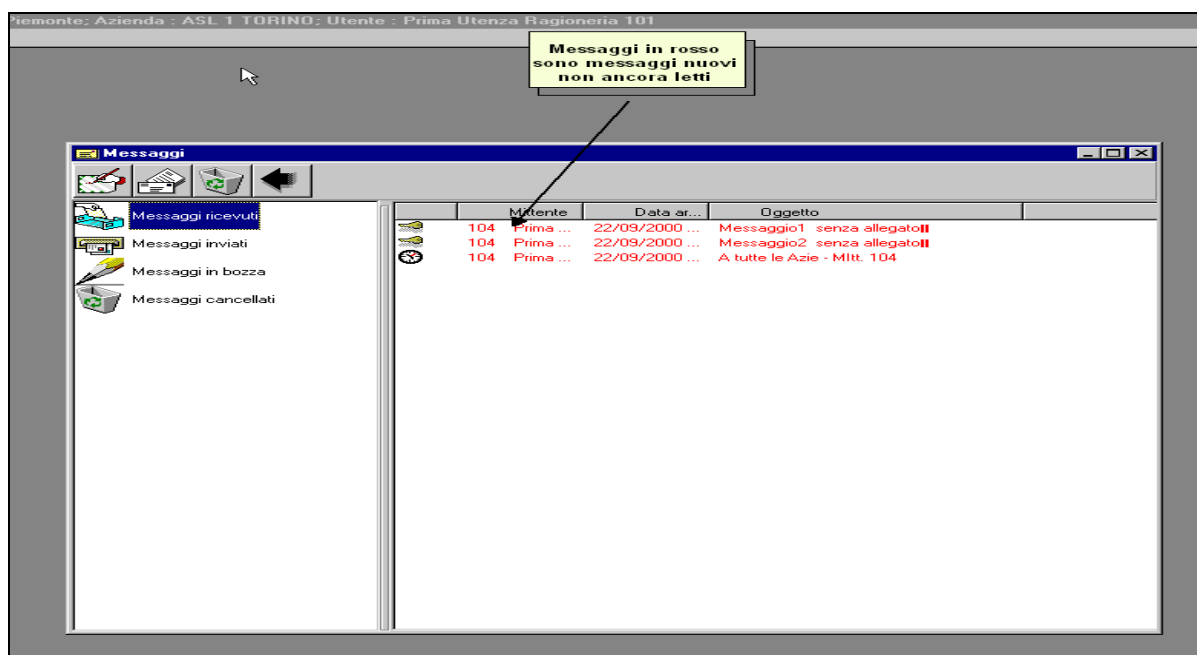 Piemonte; Azienda : ASL 1 TORINO; Utente : Prima Utenza Ragioneria 101
Messaggi in rosso
sono messaggi nuovi
non ancora letti
Messaggi
Messaggi ricevuti
Messaggi inviati
Messaggi in bozza
Messaggi cancellati
Mittente Data ar... Oggetto
104 Prima ... 22/09/2000 ... Messaggio1 senza allegato
104 Prima ... 22/09/2000 ... Messaggio2 senza allegato
104 Prima ... 22/09/2000 ... A tutte le Azie - MItt. 104